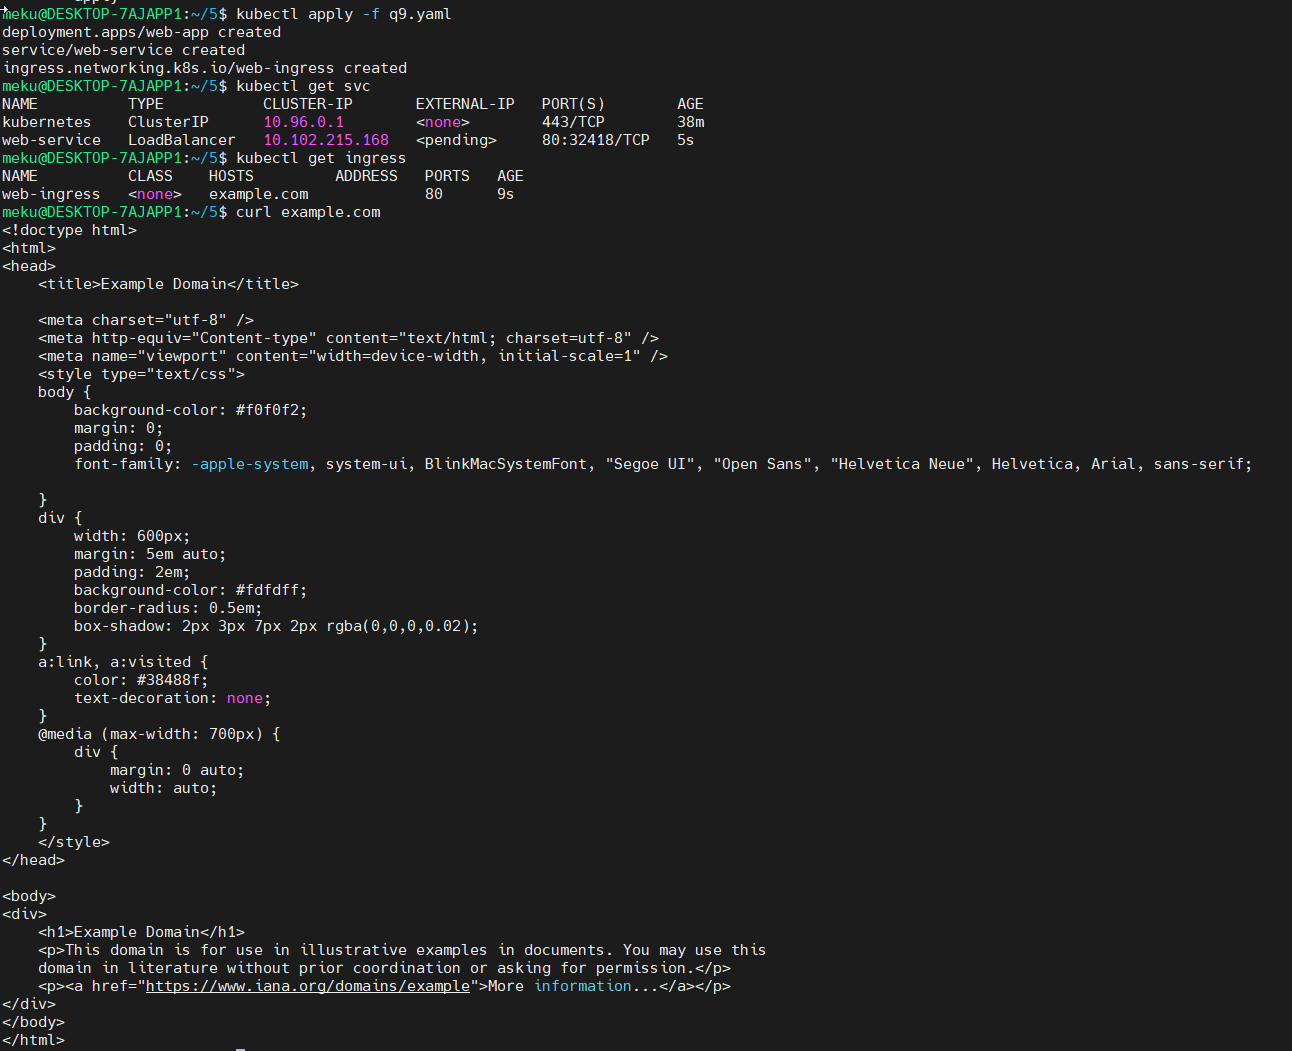 meku@DESKTOP-7AJAPP1:~/5$ kubectl apply -f q9.yaml
deployment.apps/web-app created
service/web-service created
ingress.networking.k8s.io/web-ingress created
meku@DESKTOP-7AJAPP1:~/5$ kubectl get svc
NAME          TYPE           CLUSTER-IP       EXTERNAL-IP   PORT(S)        AGE
kubernetes    ClusterIP      10.96.0.1        <none>        443/TCP        38m
web-service   LoadBalancer   10.102.215.168   <pending>     80:32418/TCP   5s
meku@DESKTOP-7AJAPP1:~/5$ kubectl get ingress
NAME          CLASS    HOSTS         ADDRESS   PORTS   AGE
web-ingress   <none>   example.com             80      9s
meku@DESKTOP-7AJAPP1:~/5$ curl example.com
<!doctype html>
<html>
<head>
    <title>Example Domain</title>

    <meta charset="utf-8" />
    <meta http-equiv="Content-type" content="text/html; charset=utf-8" />
    <meta name="viewport" content="width=device-width, initial-scale=1" />
    <style type="text/css">
    body {
        background-color: #f0f0f2;
        margin: 0;
        padding: 0;
        font-family: -apple-system, system-ui, BlinkMacSystemFont, "Segoe UI", "Open Sans", "Helvetica Neue", Helvetica, Arial, sans-serif;

    }
    div {
        width: 600px;
        margin: 5em auto;
        padding: 2em;
        background-color: #fdfdff;
        border-radius: 0.5em;
        box-shadow: 2px 3px 7px 2px rgba(0,0,0,0.02);
    }
    a:link, a:visited {
        color: #38488f;
        text-decoration: none;
    }
    @media (max-width: 700px) {
        div {
            margin: 0 auto;
            width: auto;
        }
    }
    </style>
</head>

<body>
<div>
    <h1>Example Domain</h1>
    <p>This domain is for use in illustrative examples in documents. You may use this
    domain in literature without prior coordination or asking for permission.</p>
    <p><a href="https://www.iana.org/domains/example">More information...</a></p>
</div>
</body>
</html>